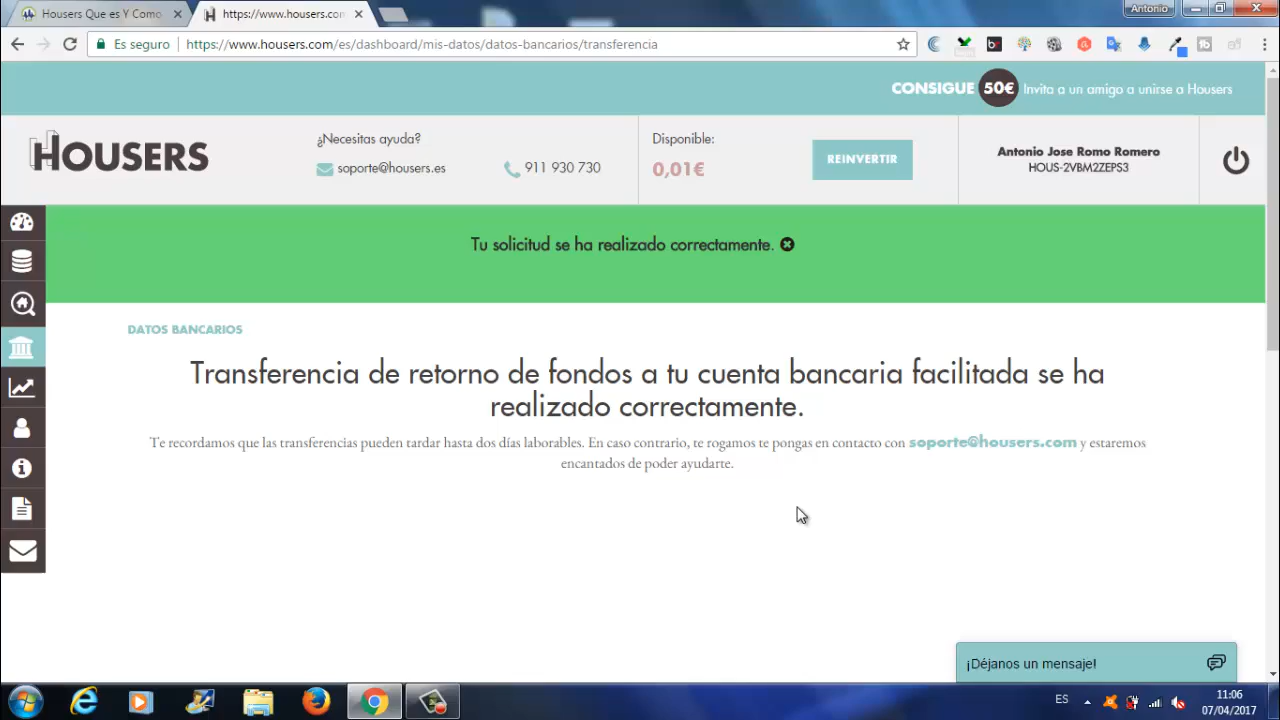 Housers Que es Y Como
https://www.housers.con
Antonio
Es seguro
https://www.housers.com/es/dashboard/mis-datos/datos-bancarios/transferencia
CONSIGUE 50€ Invita a un amigo a unirse a Housers
HOUSERS
¿Necesitas ayuda?
soporte@housers.es
911 930 730
Disponible:
0,01€
REINVERTIR
Antonio Jose Romo Romero
HOUS-2VBM2ZEPS3
Tu solicitud se ha realizado correctamente.
DATOS BANCARIOS
Transferencia de retorno de fondos a tu cuenta bancaria facilitada se ha
realizado correctamente.
Te recordamos que las transferencias pueden tardar hasta dos días laborables. En caso contrario, te rogamos te pongas en contacto con soporte@housers.com y estaremos
encantados de poder ayudarte.
¡Déjanos un mensaje!
ES
11:06
07/04/2017